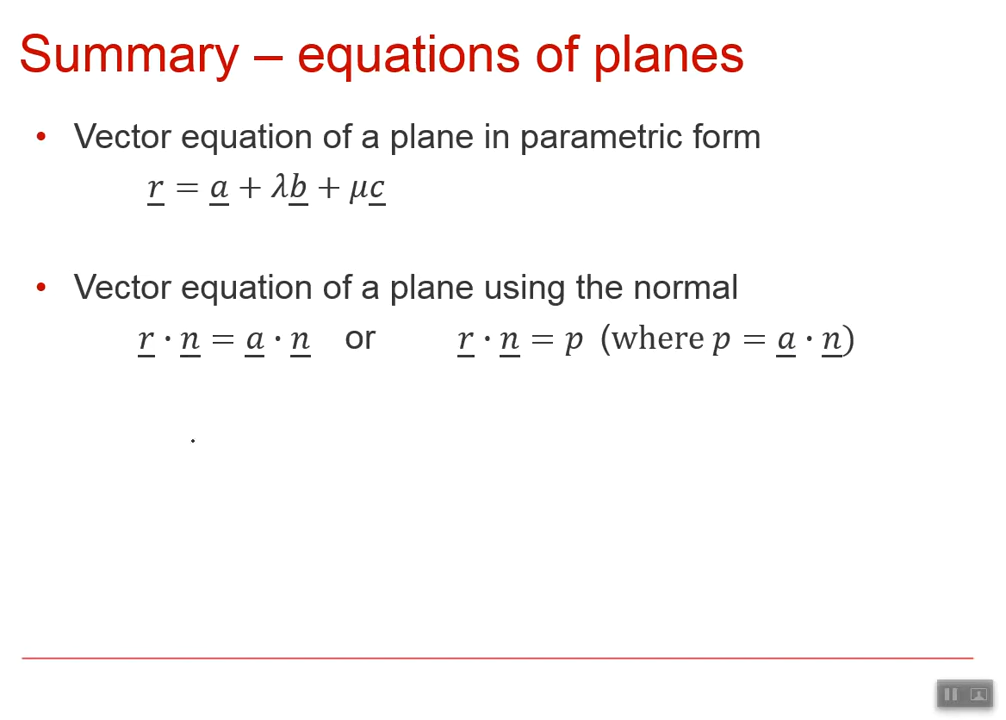 Summary – equations of planes
• Vector equation of a plane in parametric form
r = a + λb + μc
• Vector equation of a plane using the normal
r · n = a · n or r · n = p (where p = a · n)